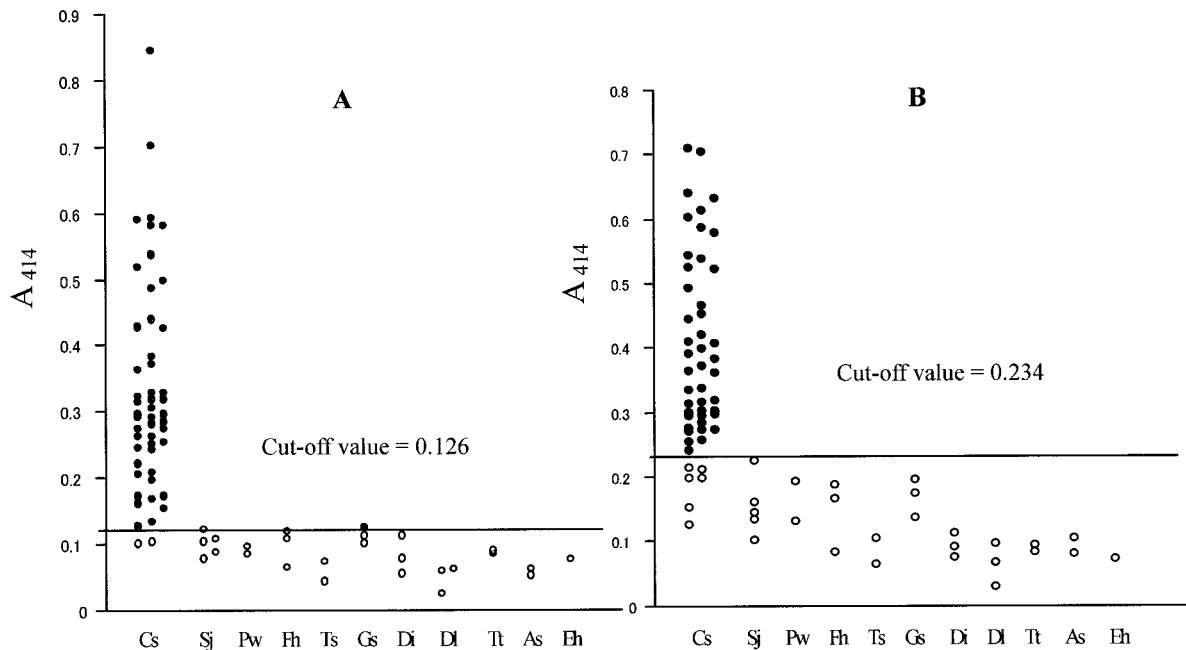 A
A 414
0.9
0.8
0.7
0.6
0.5
0.4
0.3
0.2
0.1
0
Cut-off value = 0.126
Cs Sj Pw Fh Ts Gs Di Dl Tt As Eh
B
A 414
0.8
0.7
0.6
0.5
0.4
0.3
0.2
0.1
0
Cut-off value = 0.234
Cs Sj Pw Fh Ts Gs Di Dl Tt As Eh